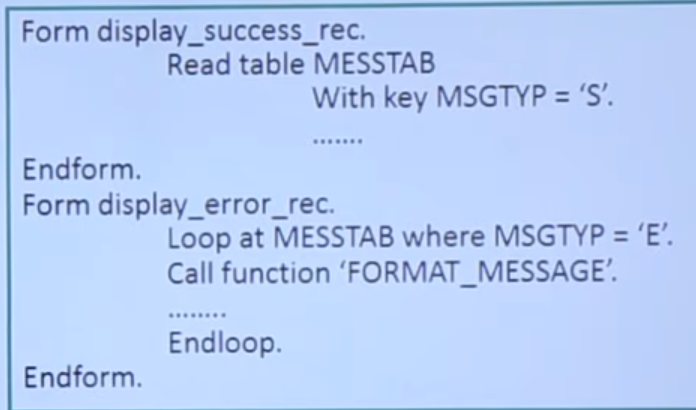 Form display_success_rec.
Read table MESSTAB
With key MSGTYP = ‘S’.
.......
Endform.
Form display_error_rec.
Loop at MESSTAB where MSGTYP = ‘E’.
Call function ‘FORMAT_MESSAGE’.
........
Endloop.
Endform.